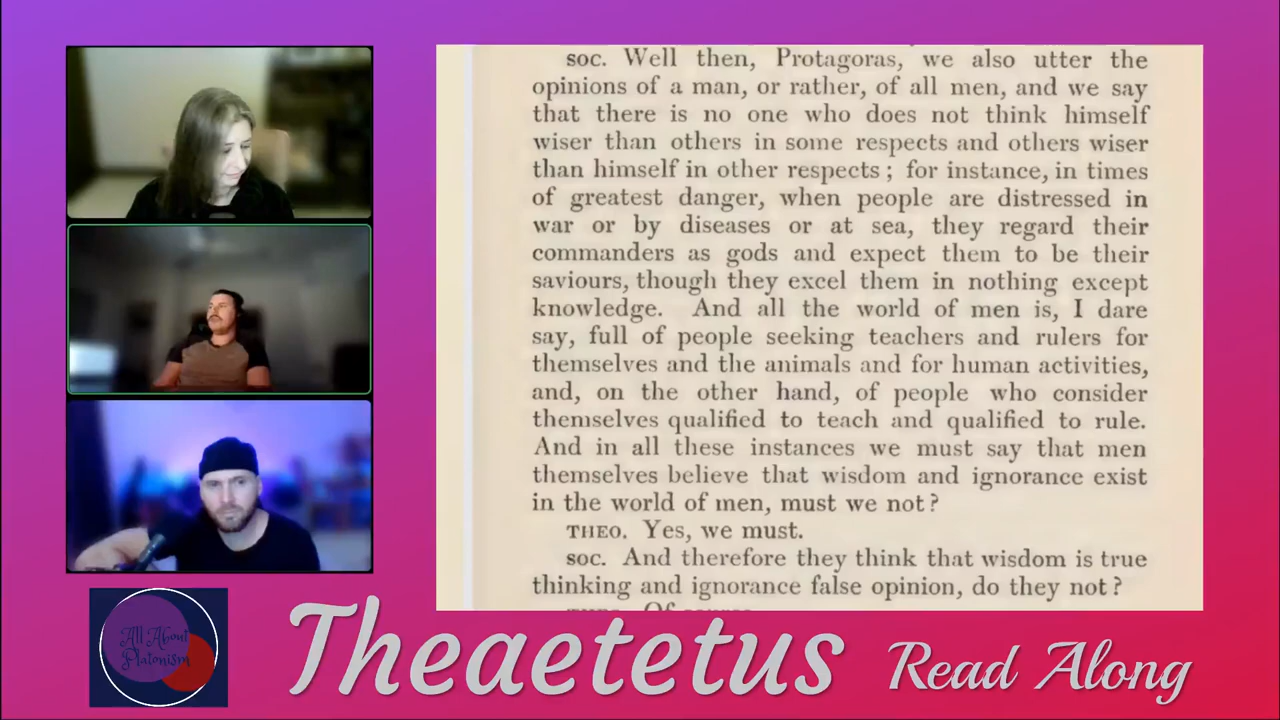 soc. Well then, Protagoras, we also utter the
opinions of a man, or rather, of all men, and we say
that there is no one who does not think himself
wiser than others in some respects and others wiser
than himself in other respects ; for instance, in times
of greatest danger, when people are distressed in
war or by diseases or at sea, they regard their
commanders as gods and expect them to be their
saviours, though they excel them in nothing except
knowledge. And all the world of men is, I dare
say, full of people seeking teachers and rulers for
themselves and the animals and for human activities,
and, on the other hand, of people who consider
themselves qualified to teach and qualified to rule.
And in all these instances we must say that men
themselves believe that wisdom and ignorance exist
in the world of men, must we not ?
THEO. Yes, we must.
soc. And therefore they think that wisdom is true
thinking and ignorance false opinion, do they not ?
All About
Platonism
Theaetetus Read Along